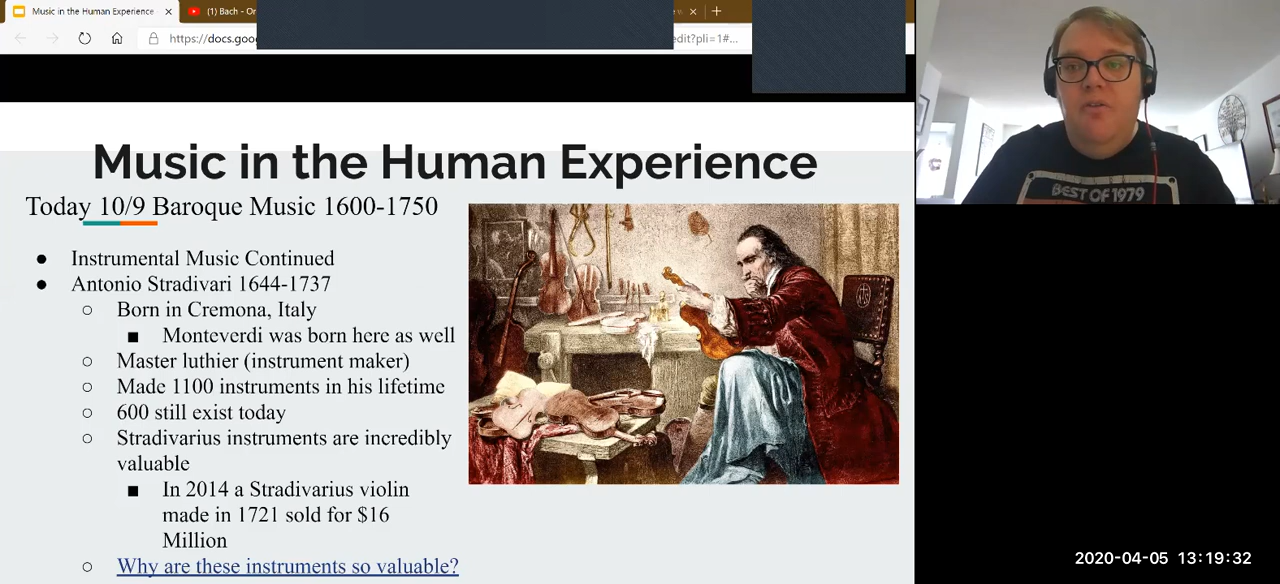 Music in the Human Experience
(1) Bach - Or
https://docs.goo
edit?pli=1#...
BEST OF 1979
Music in the Human Experience
Today 10/9 Baroque Music 1600-1750
● Instrumental Music Continued
● Antonio Stradivari 1644-1737
○ Born in Cremona, Italy
■ Monteverdi was born here as well
○ Master luthier (instrument maker)
○ Made 1100 instruments in his lifetime
○ 600 still exist today
○ Stradivarius instruments are incredibly
valuable
■ In 2014 a Stradivarius violin
made in 1721 sold for $16
Million
○ Why are these instruments so valuable?
2020-04-05 13:19:32